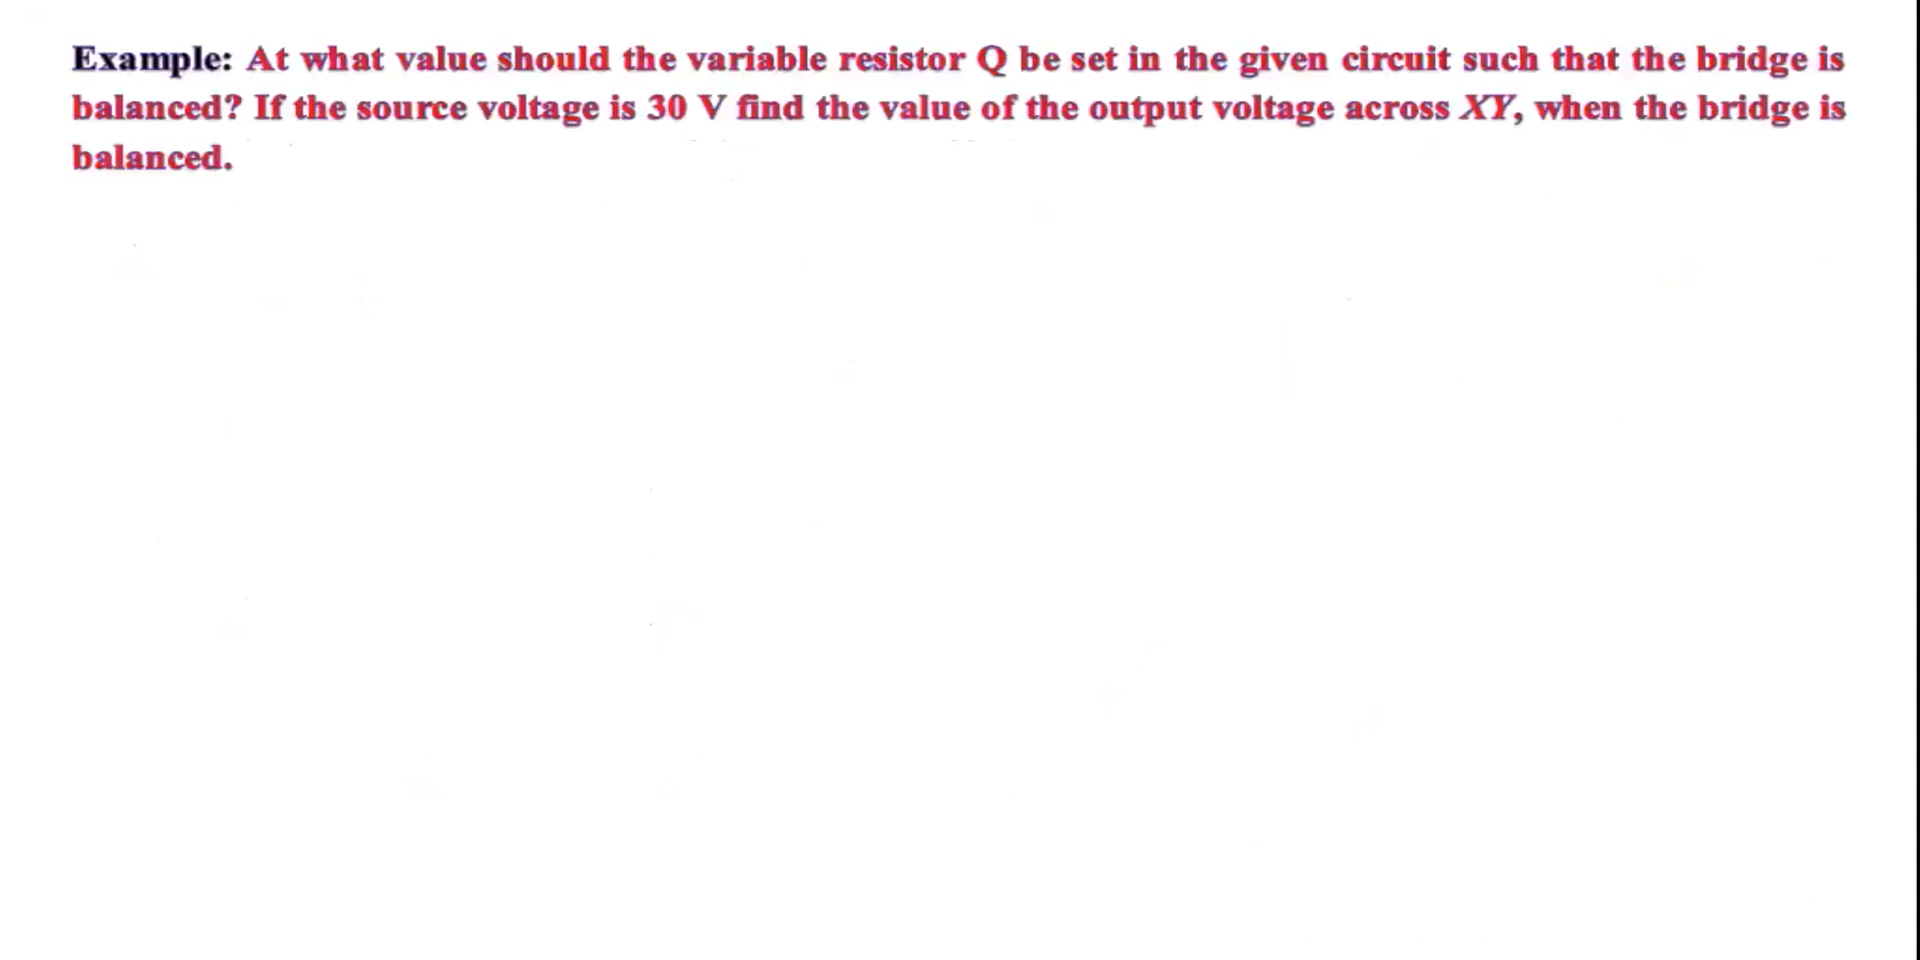 Example: At what value should the variable resistor Q be set in the given circuit such that the bridge is
balanced? If the source voltage is 30 V find the value of the output voltage across XY, when the bridge is
balanced.